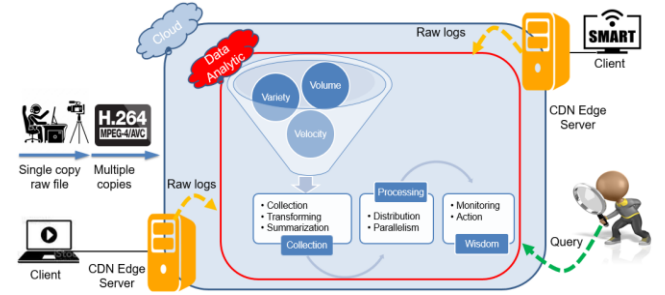 Cloud
Data
Analytic
Raw logs
SMART
Client
CDN Edge
Server
Variety
Volume
Velocity
H.264
MPEG-4/AVC
Single copy
raw file
Multiple
copies
Raw logs
• Collection
• Transforming
• Summarization
Collection
Processing
• Distribution
• Parallelism
• Monitoring
• Action
Wisdom
Query
Client
CDN Edge
Server